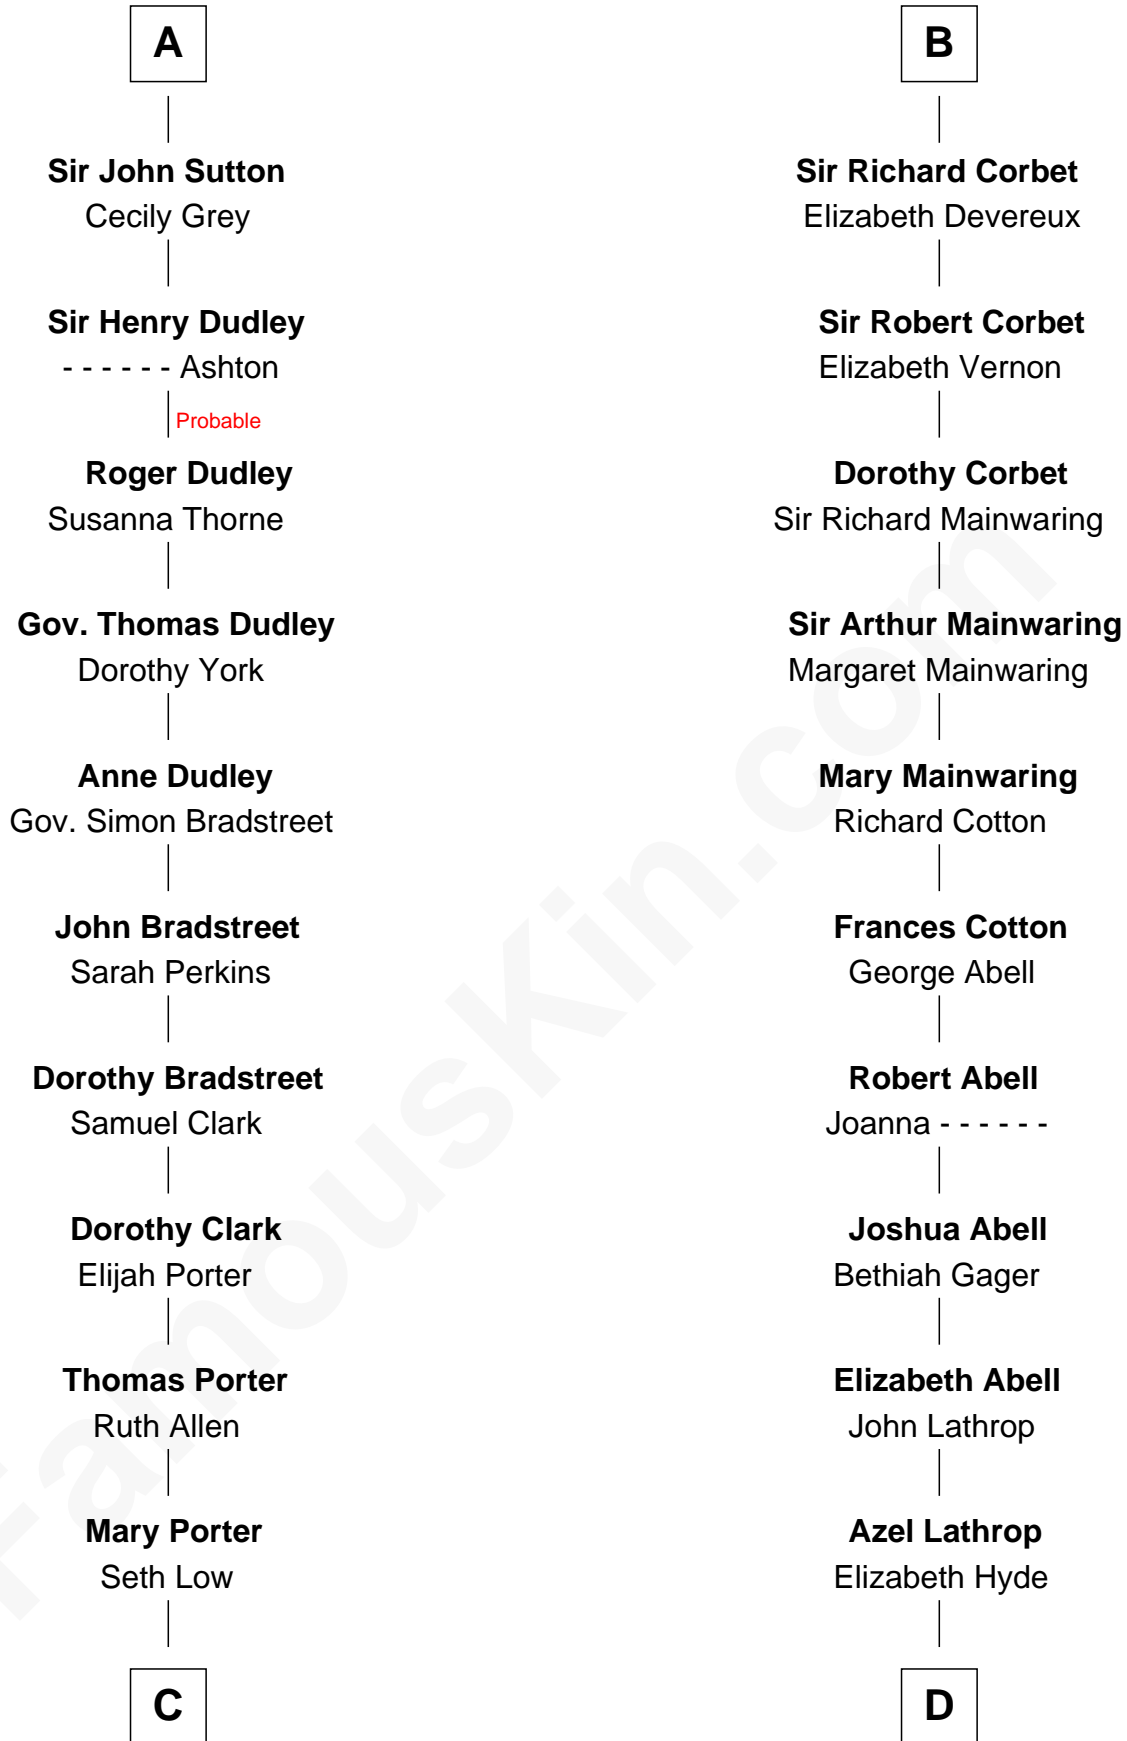 A
Sir John Sutton
Cecily Grey
Sir Henry Dudley
- - - - - - Ashton
Probable
Roger Dudley
Susanna Thorne
Gov. Thomas Dudley
Dorothy York
Anne Dudley
Gov. Simon Bradstreet
John Bradstreet
Sarah Perkins
Dorothy Bradstreet
Samuel Clark
Dorothy Clark
Elijah Porter
Thomas Porter
Ruth Allen
Mary Porter
Seth Low
C
B
Sir Richard Corbet
Elizabeth Devereux
Sir Robert Corbet
Elizabeth Vernon
Dorothy Corbet
Sir Richard Mainwaring
Sir Arthur Mainwaring
Margaret Mainwaring
Mary Mainwaring
Richard Cotton
Frances Cotton
George Abell
Robert Abell
Joanna - - - - - -
Joshua Abell
Bethiah Gager
Elizabeth Abell
John Lathrop
Azel Lathrop
Elizabeth Hyde
D
FamousKin.com